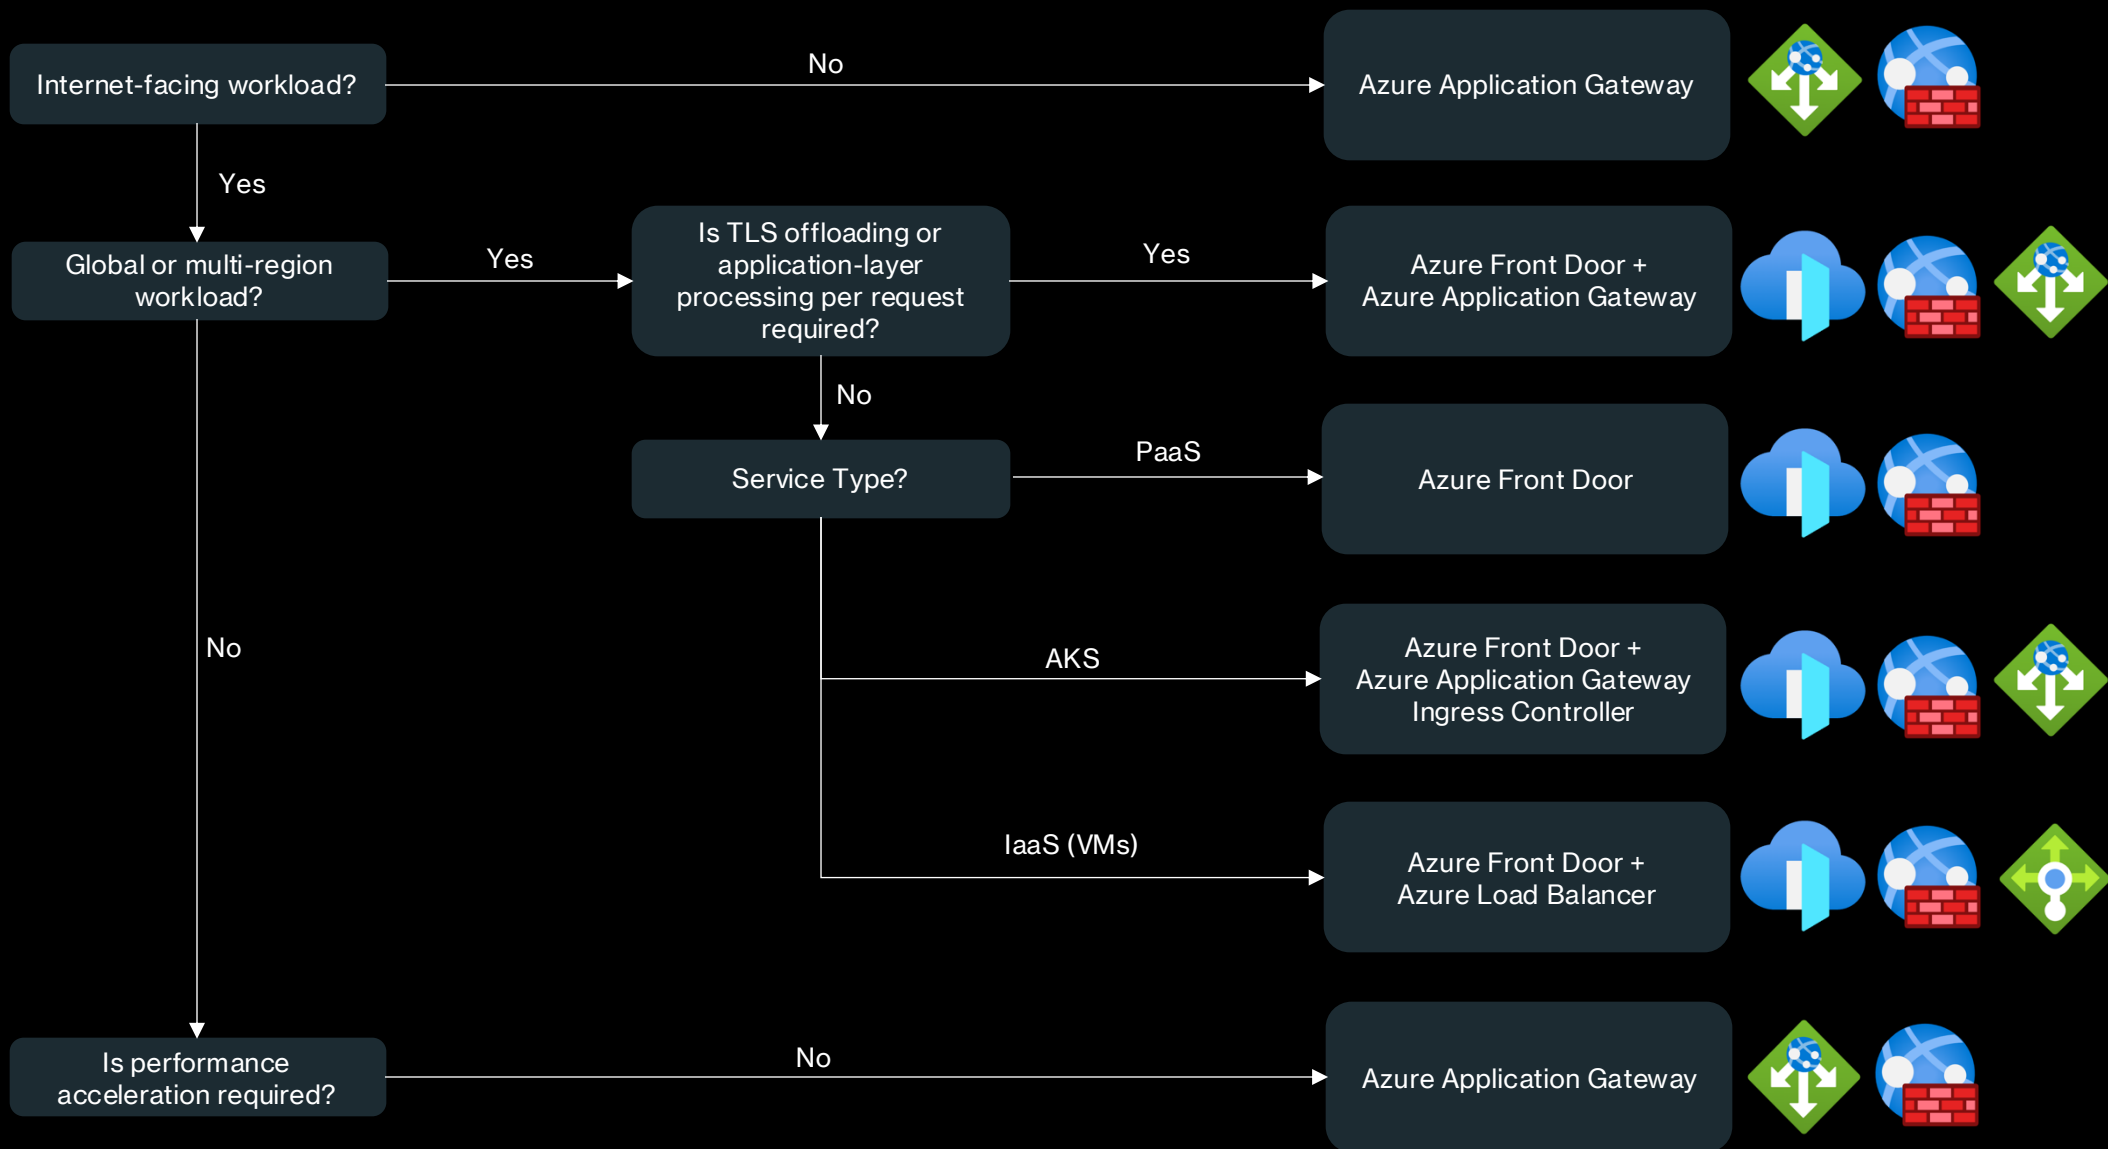 Internet-facing workload?
No
Azure Application Gateway
Yes
Global or multi-region
workload?
Yes
Is TLS offloading or
application-layer
processing per request
required?
Yes
Azure Front Door +
Azure Application Gateway
No
Service Type?
PaaS
Azure Front Door
No
AKS
Azure Front Door +
Azure Application Gateway
Ingress Controller
IaaS (VMs)
Azure Front Door +
Azure Load Balancer
Is performance
acceleration required?
No
Azure Application Gateway